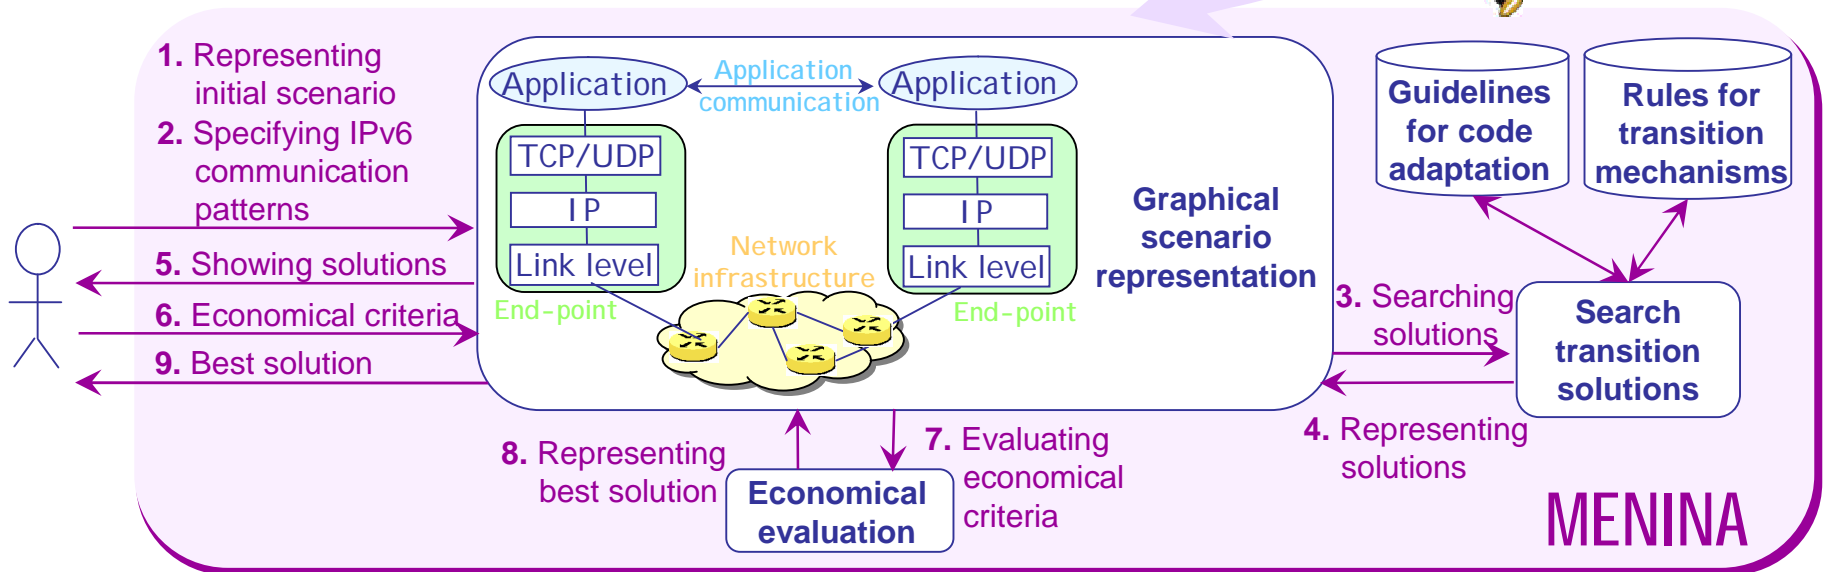 1. Representing
initial scenario
2. Specifying IPv6
communication
patterns
5. Showing solutions
6. Economical criteria
9. Best solution
Application
Application
communication
Application
TCP/UDP
IP
Link level
End-point
Network
infrastructure
TCP/UDP
IP
Link level
End-point
Graphical
scenario
representation
Guidelines
for code
adaptation
Rules for
transition
mechanisms
3. Searching
solutions
Search
transition
solutions
4. Representing
solutions
8. Representing
best solution
7. Evaluating
economical
criteria
Economical
evaluation
MENINA